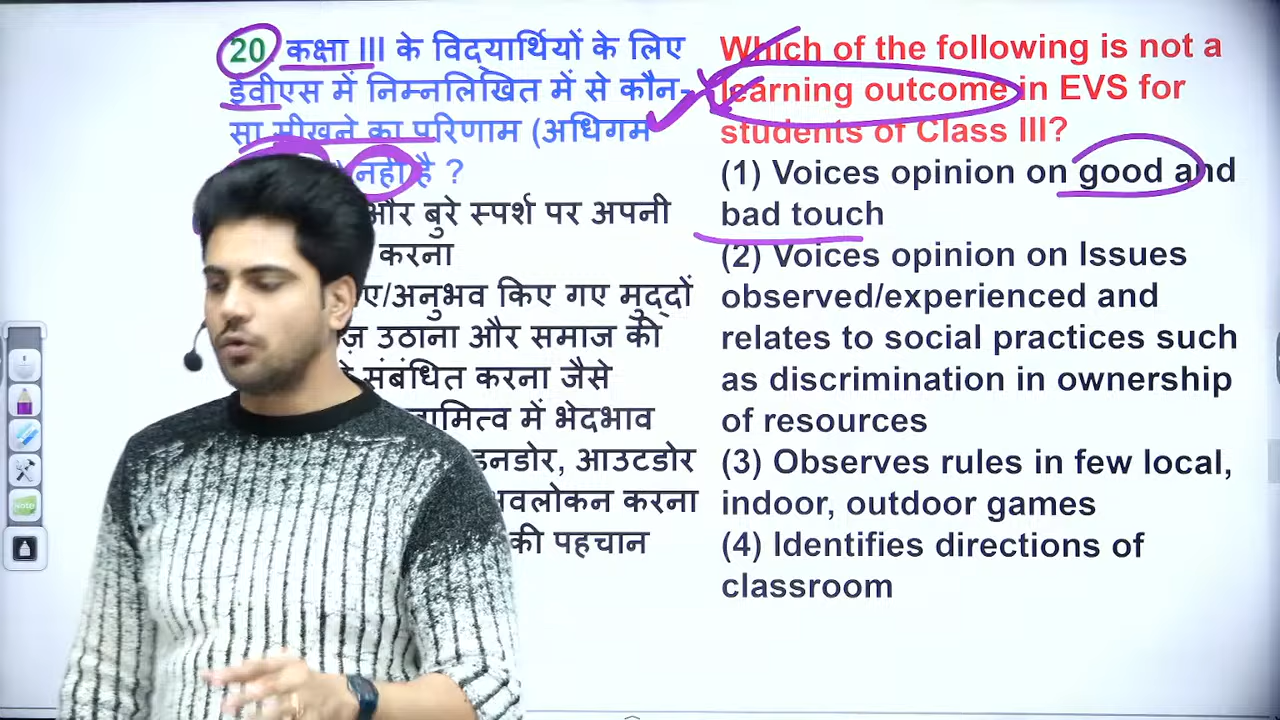 20 कक्षा III के विद्यार्थियों के लिए
ईवीएस में निम्नलिखित में से कौन-
सा सीखने का परिणाम (अधिगम
नहीं है ?
और बुरे स्पर्श पर अपनी
करना
ए/अनुभव किए गए मुद्दों
उठाना और समाज की
संबंधित करना जैसे
में भेदभाव
इनडोर, आउटडोर
अवलोकन करना
की पहचान
Which of the following is not a
learning outcome in EVS for
students of Class III?
(1) Voices opinion on good and
bad touch
(2) Voices opinion on Issues
observed/experienced and
relates to social practices such
as discrimination in ownership
of resources
(3) Observes rules in few local,
indoor, outdoor games
(4) Identifies directions of
classroom